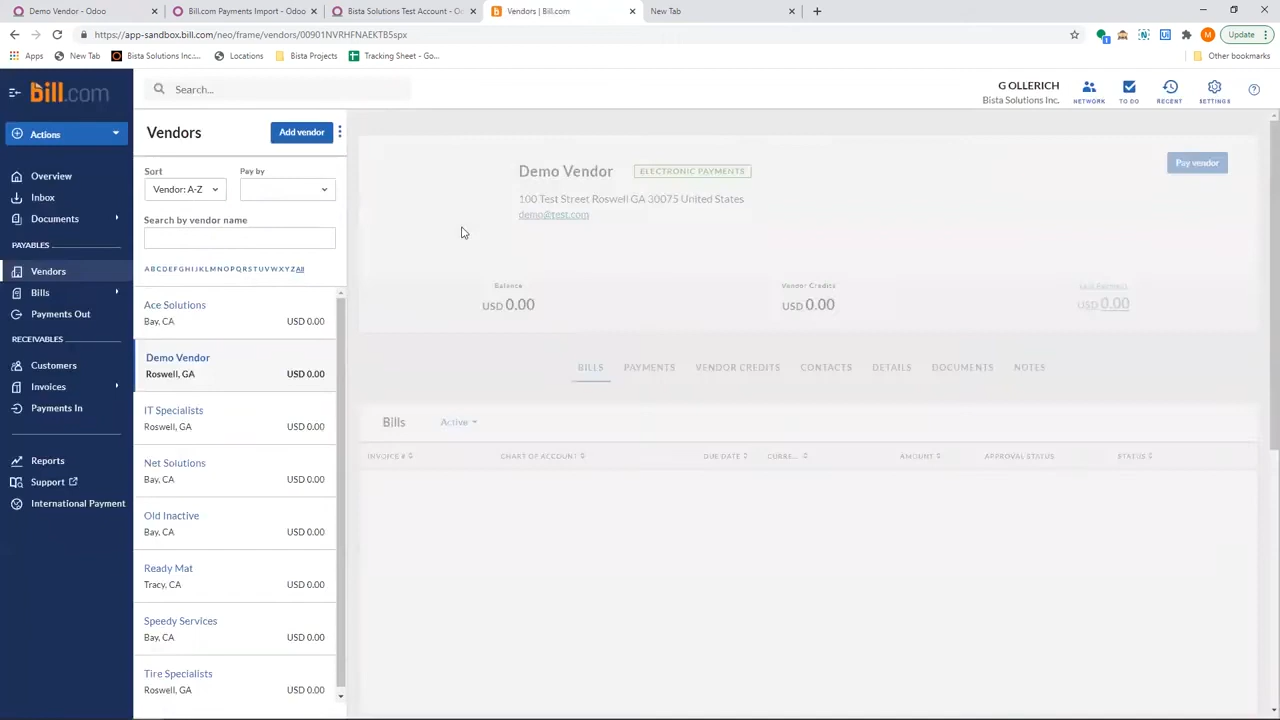 Demo Vendor - Odoo
Bill.com Payments Import - Odoo
Bista Solutions Test Account - Oo
Vendors | Bill.com
New Tab
https://app-sandbox.bill.com/neo/frame/vendors/00901NVRHFNAEKTB5spx
Update
Apps
New Tab
Bista Solutions Inc....
Locations
Bista Projects
Tracking Sheet - Go...
Other bookmarks
bill.com
Search...
G OLLERICH
Bista Solutions Inc.
NETWORK
TO DO
RECENT
SETTINGS
Actions
Overview
Inbox
Documents
PAYABLES
Vendors
Bills
Payments Out
RECEIVABLES
Customers
Invoices
Payments In
Reports
Support
International Payment
Vendors
Add vendor
Sort
Pay by
Vendor: A-Z
Search by vendor name
A B C D E F G H I J K L M N O P Q R S T U V W X Y Z All
Ace Solutions
Bay, CA USD 0.00
Demo Vendor
Roswell, GA USD 0.00
IT Specialists
Roswell, GA USD 0.00
Net Solutions
Bay, CA USD 0.00
Old Inactive
Bay, CA USD 0.00
Ready Mat
Tracy, CA USD 0.00
Speedy Services
Bay, CA USD 0.00
Tire Specialists
Roswell, GA USD 0.00
Demo Vendor ELECTRONIC PAYMENTS
Pay vendor
100 Test Street Roswell GA 30075 United States
demo@test.com
Balance Vendor Credits Last Payment
USD 0.00 USD 0.00 USD 0.00
BILLS PAYMENTS VENDOR CREDITS CONTACTS DETAILS DOCUMENTS NOTES
Bills Active
INVOICE # CHART OF ACCOUNT DUE DATE CURRE... AMOUNT APPROVAL STATUS STATUS